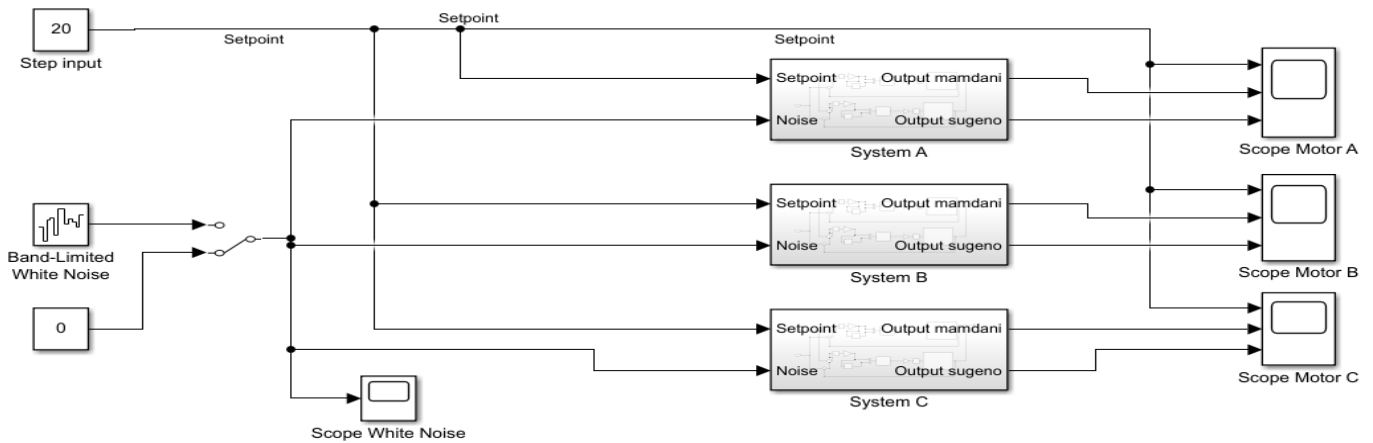 Setpoint
20
Step input
Setpoint
Setpoint
Setpoint
Output mamdani
Noise
Output sugeno
System A
Scope Motor A
Band-Limited
White Noise
Setpoint
Output mamdani
Noise
Output sugeno
System B
Scope Motor B
0
Setpoint
Output mamdani
Noise
Output sugeno
System C
Scope Motor C
Scope White Noise